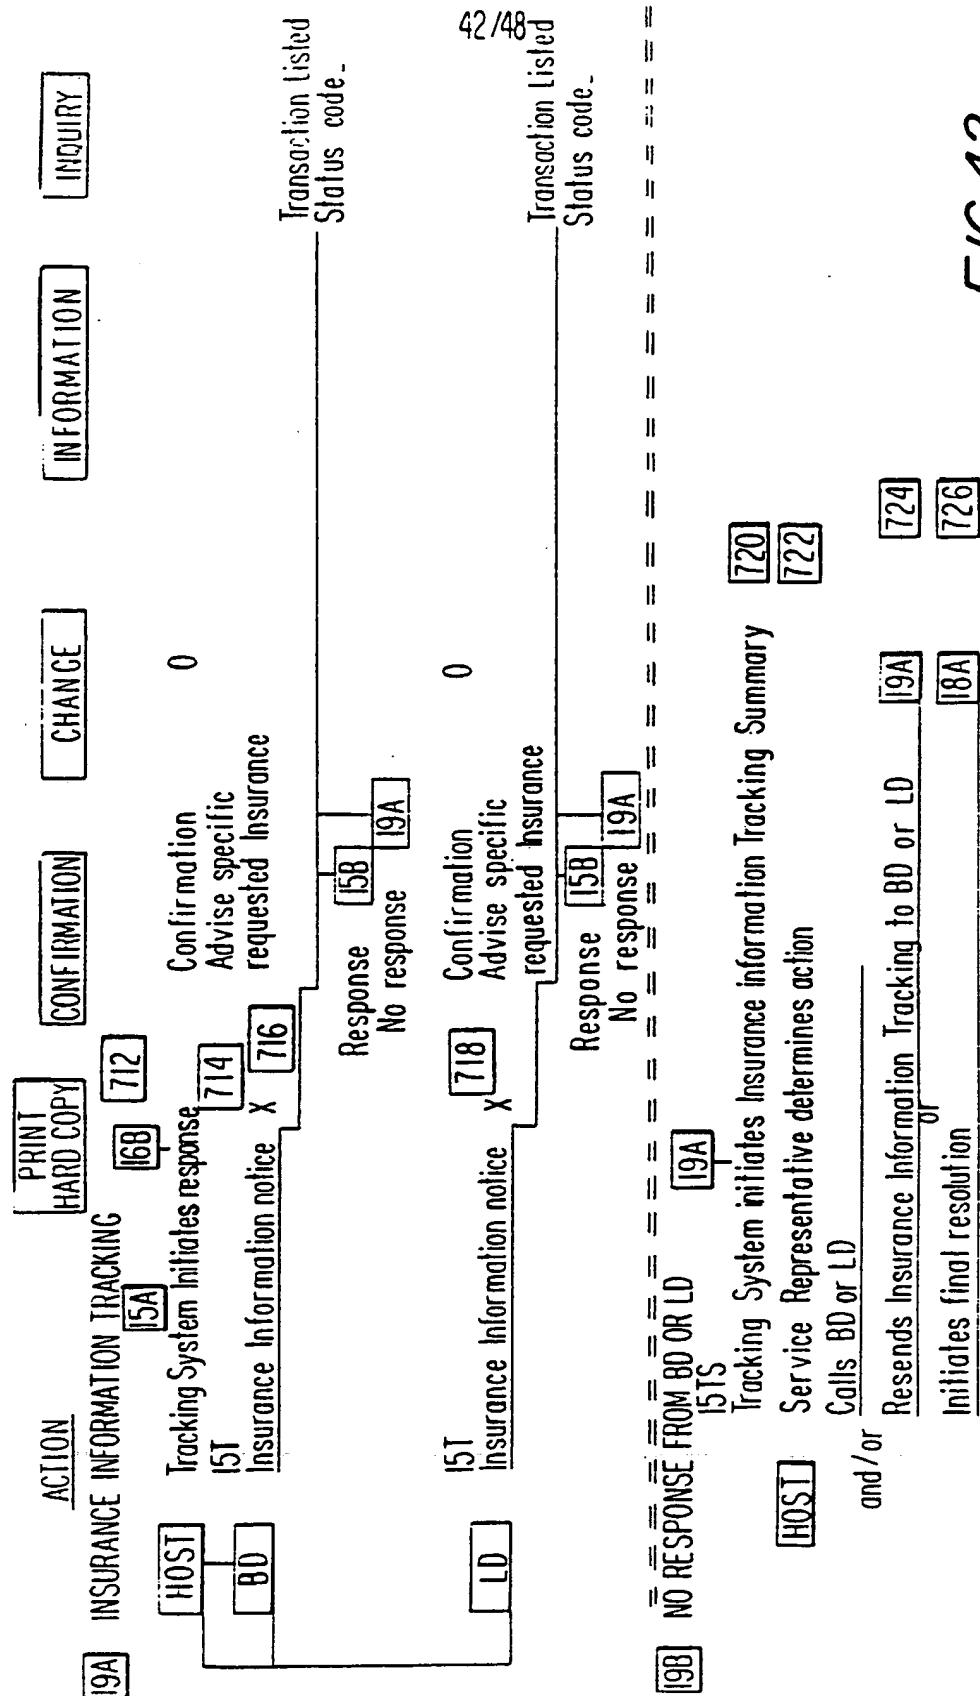 42/48
ACTION
PRINT
HARD COPY
CONFIRMATION
CHANGE
INFORMATION
INQUIRY
19A INSURANCE INFORMATION TRACKING
15A
16B
712
HOST
Tracking System Initiates response
714
Confirmation
Advise specific
requested Insurance
0
BD
15T
Insurance Information notice
X
716
Transaction Listed
Status code_
Response
15B
No response
19A
LD
15T
Insurance Information notice
X
718
Confirmation
Advise specific
requested Insurance
0
Transaction Listed
Status code_
Response
15B
No response
19A
19B NO RESPONSE FROM BD OR LD
19A
15TS
Tracking System initiates Insurance information Tracking Summary
720
HOST
Service Representative determines action
722
Calls BD or LD
and/or
Resends Insurance Information Tracking to BD or LD
19A
724
or
Initiates final resolution
18A
726